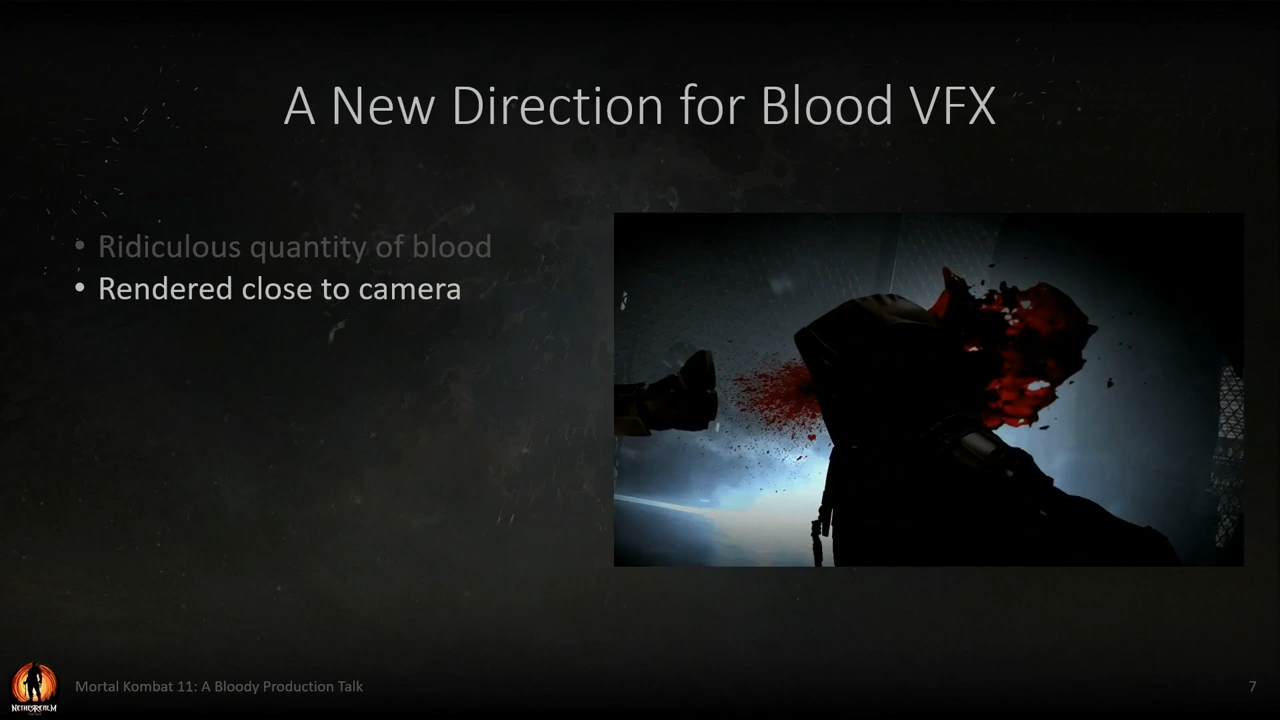 A New Direction for Blood VFX
• Ridiculous quantity of blood
• Rendered close to camera
NETHERREALM
Mortal Kombat 11: A Bloody Production Talk
7